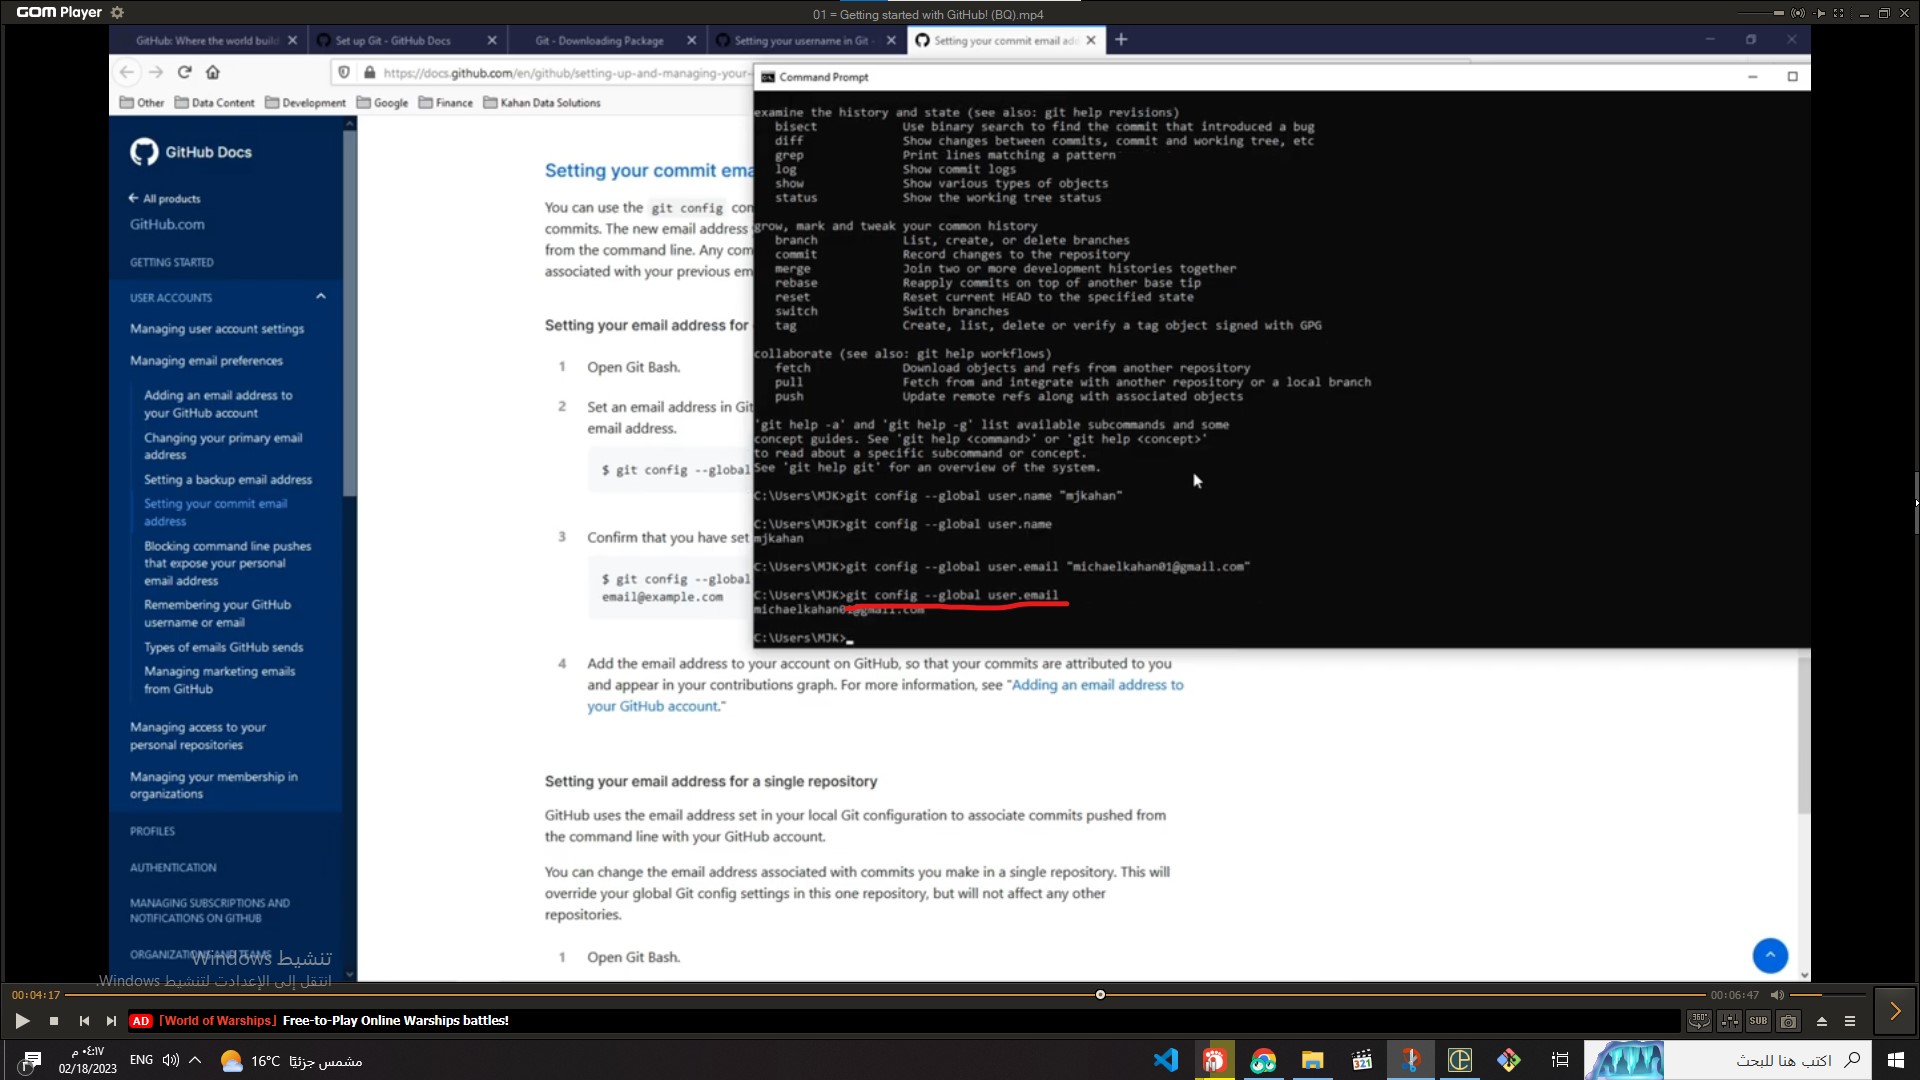 GOM Player
01 = Getting started with GitHub! (BQ).mp4
GitHub: Where the world build
Set up Git - GitHub Docs
Git - Downloading Package
Setting your username in Git -
Setting your commit email add
https://docs.github.com/en/github/setting-up-and-managing-your-
Other
Data Content
Development
Google
Finance
Kahan Data Solutions
GitHub Docs
All products
GitHub.com
GETTING STARTED
USER ACCOUNTS
Managing user account settings
Managing email preferences
Adding an email address to
your GitHub account
Changing your primary email
address
Setting a backup email address
Setting your commit email
address
Blocking command line pushes
that expose your personal
email address
Remembering your GitHub
username or email
Types of emails GitHub sends
Managing marketing emails
from GitHub
Managing access to your
personal repositories
Managing your membership in
organizations
PROFILES
AUTHENTICATION
MANAGING SUBSCRIPTIONS AND
NOTIFICATIONS ON GITHUB
ORGANIZATIONS AND TEAMS
Setting your commit ema
You can use the git config com
commits. The new email address
from the command line. Any com
associated with your previous em
Setting your email address for
1 Open Git Bash.
2 Set an email address in Git
email address.
$ git config --global
3 Confirm that you have set
$ git config --global
email@example.com
4 Add the email address to your account on GitHub, so that your commits are attributed to you
and appear in your contributions graph. For more information, see "Adding an email address to
your GitHub account."
Setting your email address for a single repository
GitHub uses the email address set in your local Git configuration to associate commits pushed from
the command line with your GitHub account.
You can change the email address associated with commits you make in a single repository. This will
override your global Git config settings in this one repository, but will not affect any other
repositories.
1 Open Git Bash.
Command Prompt
examine the history and state (see also: git help revisions)
bisect Use binary search to find the commit that introduced a bug
diff Show changes between commits, commit and working tree, etc
grep Print lines matching a pattern
log Show commit logs
show Show various types of objects
status Show the working tree status
grow, mark and tweak your common history
branch List, create, or delete branches
commit Record changes to the repository
merge Join two or more development histories together
rebase Reapply commits on top of another base tip
reset Reset current HEAD to the specified state
switch Switch branches
tag Create, list, delete or verify a tag object signed with GPG
collaborate (see also: git help workflows)
fetch Download objects and refs from another repository
pull Fetch from and integrate with another repository or a local branch
push Update remote refs along with associated objects
'git help -a' and 'git help -g' list available subcommands and some
concept guides. See 'git help <command>' or 'git help <concept>'
to read about a specific subcommand or concept.
See 'git help git' for an overview of the system.
C:\Users\MJK>git config --global user.name "mjkahan"
C:\Users\MJK>git config --global user.name
mjkahan
C:\Users\MJK>git config --global user.email "michaelkahan01@gmail.com"
C:\Users\MJK>git config --global user.email
michaelkahan01@gmail.com
C:\Users\MJK>
تنشيط Windows
انتقل إلى الإعدادت لتنشيط Windows.
00:04:17
00:06:47
AD [World of Warships] Free-to-Play Online Warships battles!
360°
SUB
٠٤:١٧ م
02/18/2023
ENG
16°C مشمس جزئيًا
321
اكتب هنا للبحث